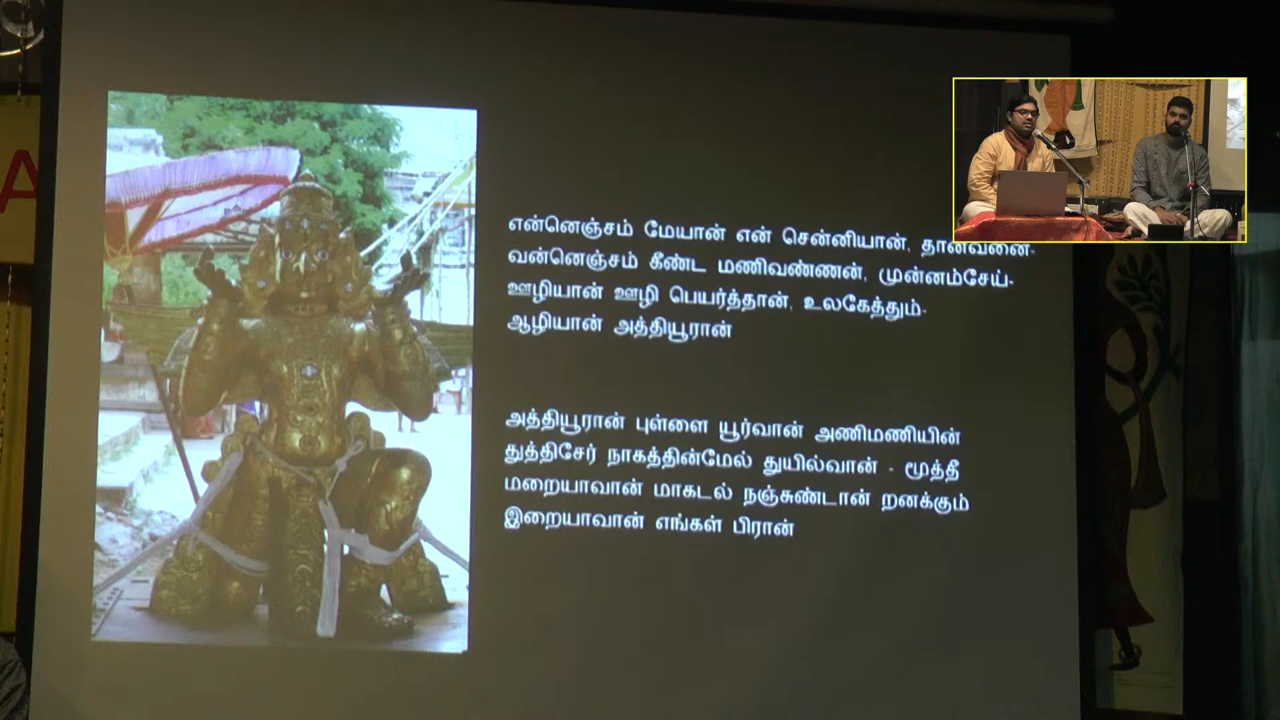 என்னெஞ்சம் மேயான் என் சென்னியான், தானவனை-
வன்னெஞ்சம் கீண்ட மணிவண்ணன், முன்னம்சேய்-
ஊழியான் ஊழி பெயர்த்தான், உலகேத்தும்-
ஆழியான் அத்தியூரான்
அத்தியூரான் புள்ளை யூர்வான் அணிமணியின்
துத்திசேர் நாகத்தின்மேல் துயில்வான் - மூத்தீ
மறையாவான் மாகடல் நஞ்சுண்டான் றனக்கும்
இறையாவான் எங்கள் பிரான்
A